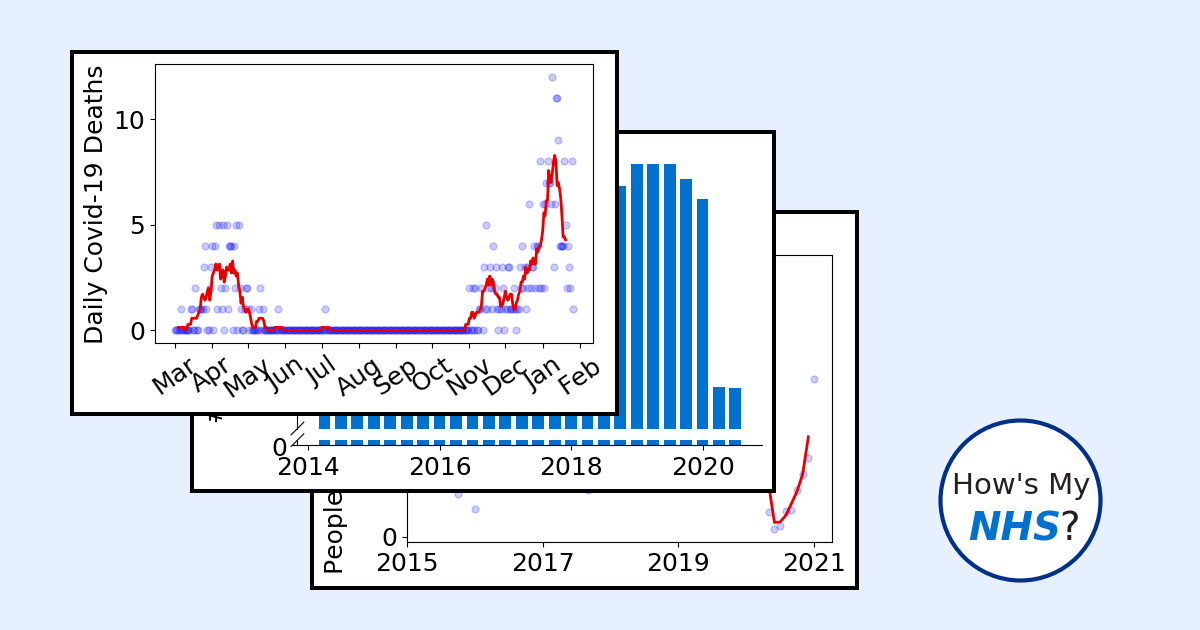 Daily Covid-19 Deaths
10
5
0
Mar Apr May Jun Jul Aug Sep Oct Nov Dec Jan Feb
0
2014 2016 2018 2020
People
0
2015 2017 2019 2021
How's My
NHS?